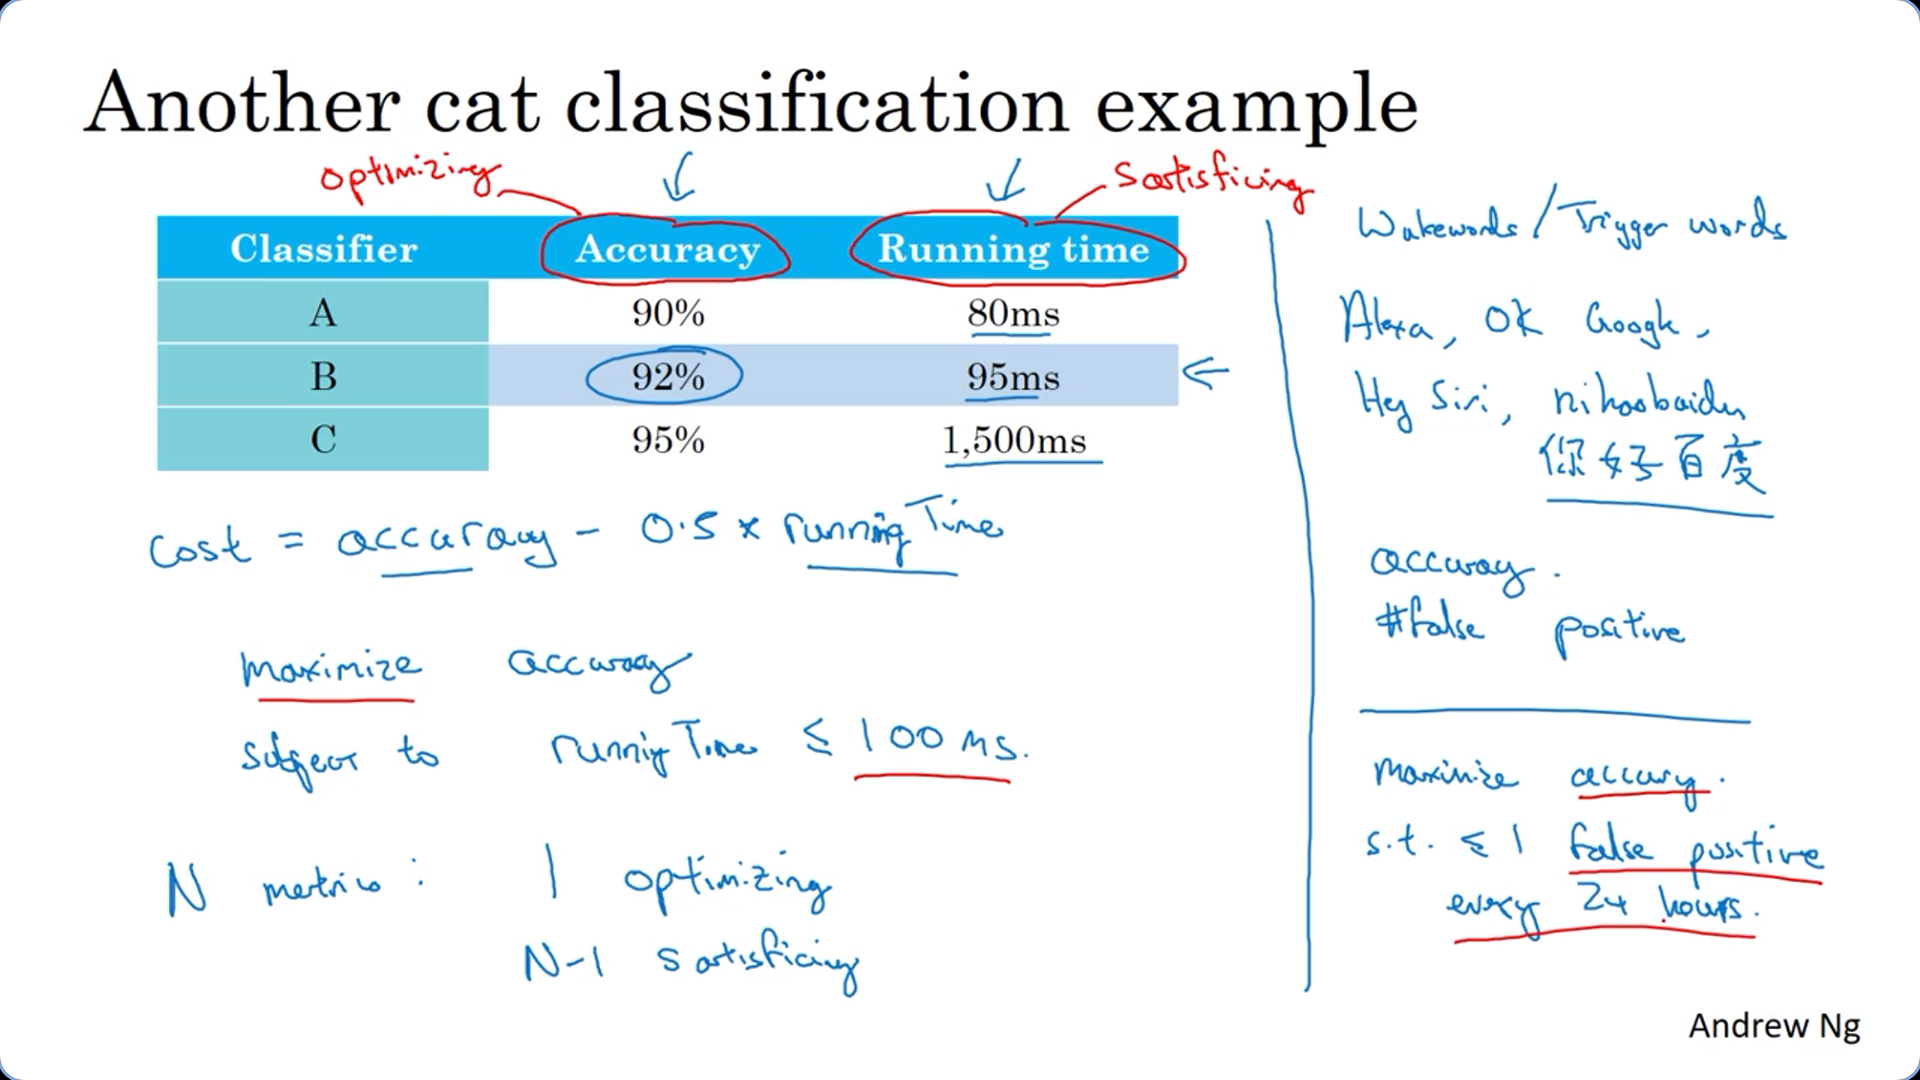 Another cat classification example
optimizing
satisficing
Classifier Accuracy Running time
A 90% 80ms
B 92% 95ms
C 95% 1,500ms
cost = accuracy - 0.5 * running Time
maximize accuracy
subject to running Time ≤ 100 ms.
N metrics: 1 optimizing
N-1 satisficing
Wakewords / Trigger words
Alexa, OK Google,
Hey Siri, nihaobaidu
你好百度
accuracy.
#false positive
Maximize accuracy.
s.t. ≤ 1 false positive
every 24 hours.
Andrew Ng